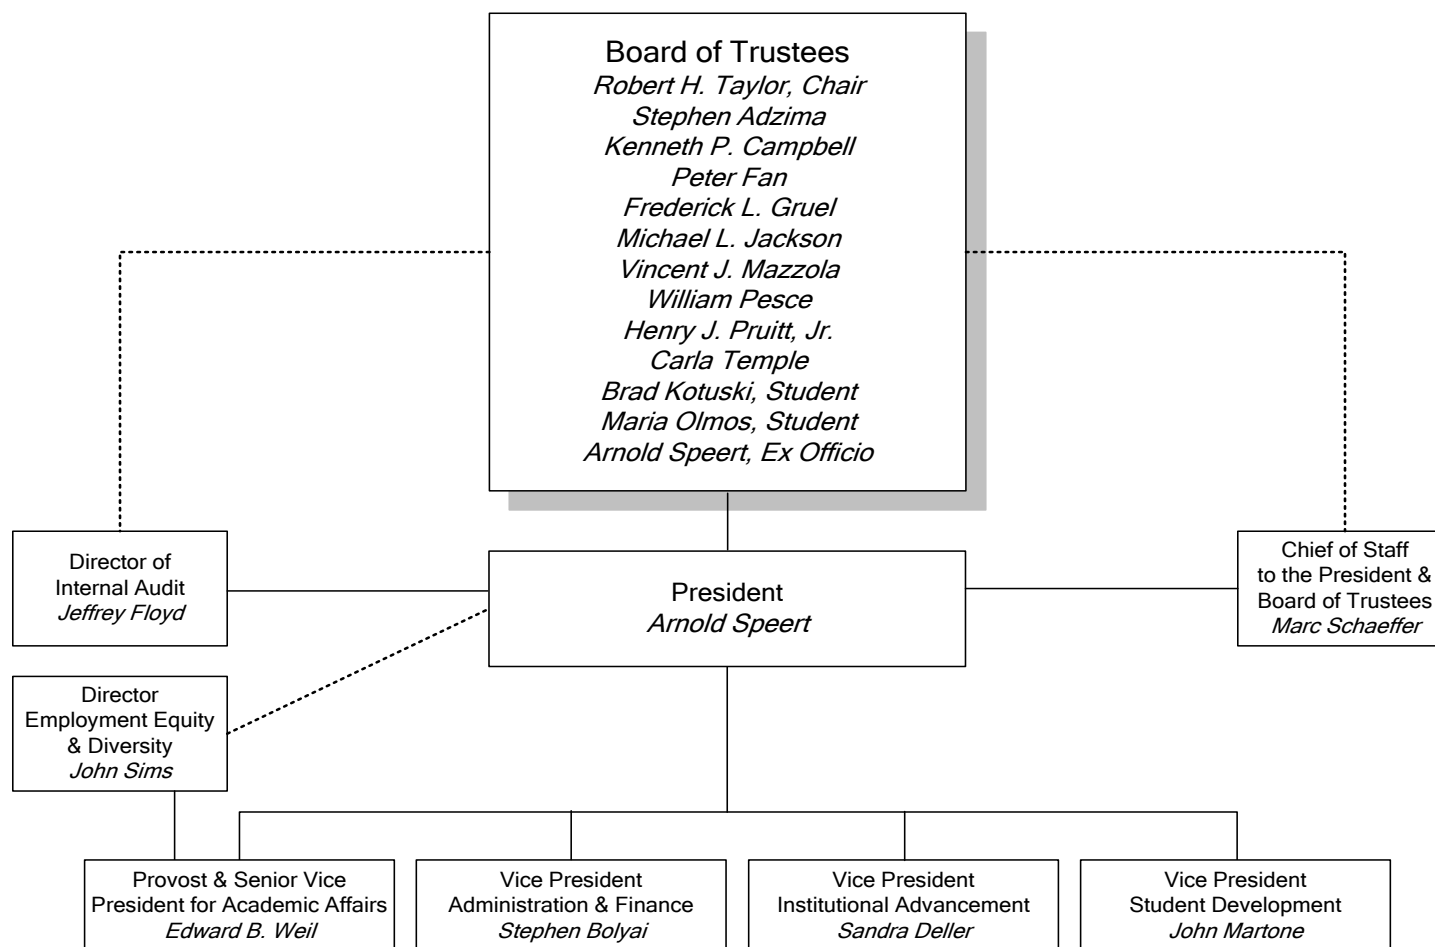 Board of Trustees
Robert H. Taylor, Chair
Stephen Adzima
Kenneth P. Campbell
Peter Fan
Frederick L. Gruel
Michael L. Jackson
Vincent J. Mazzola
William Pesce
Henry J. Pruitt, Jr.
Carla Temple
Brad Kotuski, Student
Maria Olmos, Student
Arnold Speert, Ex Officio
Director of
Internal Audit
Jeffrey Floyd
President
Arnold Speert
Chief of Staff
to the President &
Board of Trustees
Marc Schaeffer
Director
Employment Equity
& Diversity
John Sims
Provost & Senior Vice
President for Academic Affairs
Edward B. Weil
Vice President
Administration & Finance
Stephen Bolyai
Vice President
Institutional Advancement
Sandra Deller
Vice President
Student Development
John Martone